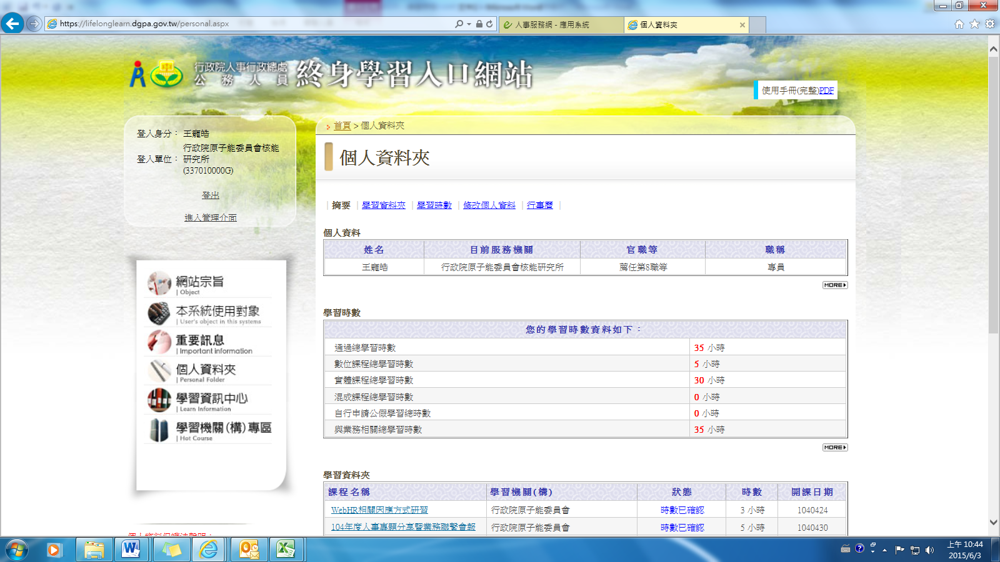 https://lifelonglearn.dgpa.gov.tw/personal.aspx
人事服務網 - 應用系統
個人資料夾
行政院人事行政總處
公務人員
終身學習入口網站
使用手冊(完整)PDF
登入身分： 王寵皓
登入單位： 行政院原子能委員會核能
研究所
(337010000G)
登出
進入管理介面
網站宗旨
| Object
本系統使用對象
| User's object in this systems
重要訊息
| Important information
個人資料夾
| Personal Folder
學習資訊中心
| Learn Information
學習機關(構)專區
| Hot Course
首頁 > 個人資料夾
個人資料夾
| 摘要 | 學習資料夾 | 學習時數 | 修改個人資料 | 行事曆 |
個人資料
姓名 目前服務機關 官職等 職稱
王寵皓 行政院原子能委員會核能研究所 薦任第8職等 專員
MORE
學習時數
您的學習時數資料如下：
通過總學習時數 35 小時
數位課程總學習時數 5 小時
實體課程總學習時數 30 小時
混成課程總學習時數 0 小時
自行申請公假學習總時數 0 小時
與業務相關總學習時數 35 小時
MORE
學習資料夾
課程名稱 學習機關(構) 狀態 時數 開課日期
WebHR相關因應方式研習 行政院原子能委員會 時數已確認 3 小時 1040424
104年度人事專題分享暨業務聯繫會報 行政院原子能委員會 時數已確認 5 小時 1040430
個人資料保護法聲明：
上午 10:44
2015/6/3